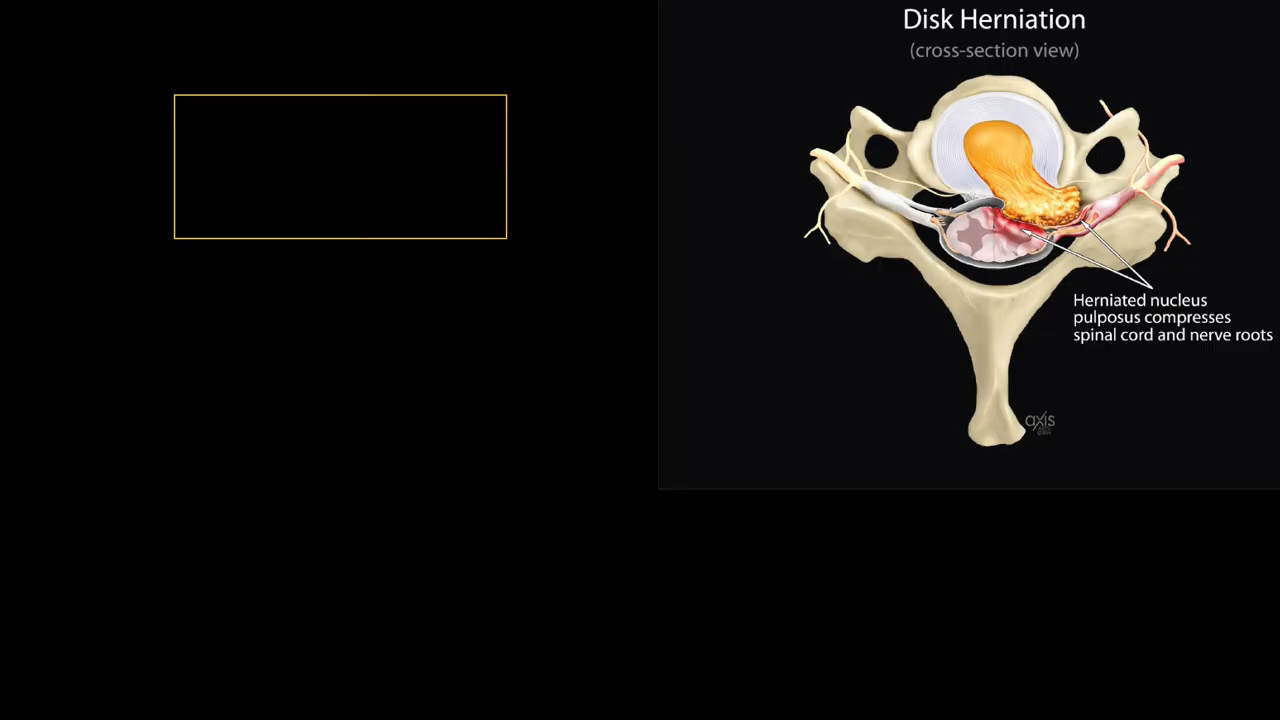 Disk Herniation
(cross-section view)
Herniated nucleus
pulposus compresses
spinal cord and nerve roots
axis